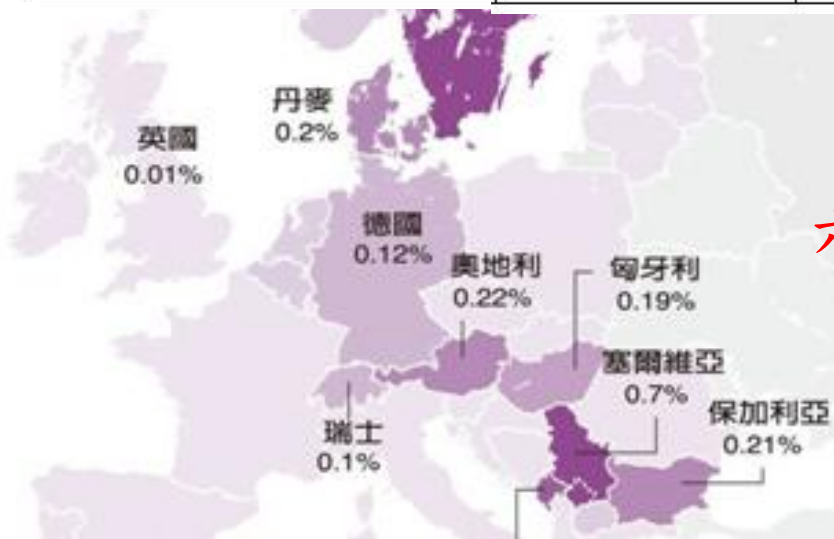 丹麥
0.2%
英國
0.01%
德國
0.12%
奧地利
0.22%
匈牙利
0.19%
塞爾維亞
0.7%
保加利亞
0.21%
瑞士
0.1%